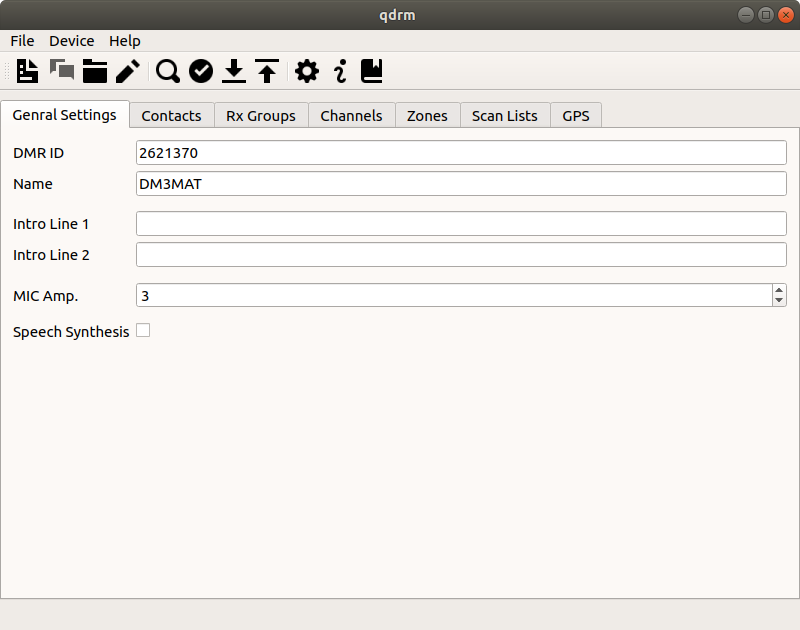 qdrm
File Device Help
Genral Settings Contacts Rx Groups Channels Zones Scan Lists GPS
DMR ID 2621370
Name DM3MAT
Intro Line 1
Intro Line 2
MIC Amp. 3
Speech Synthesis